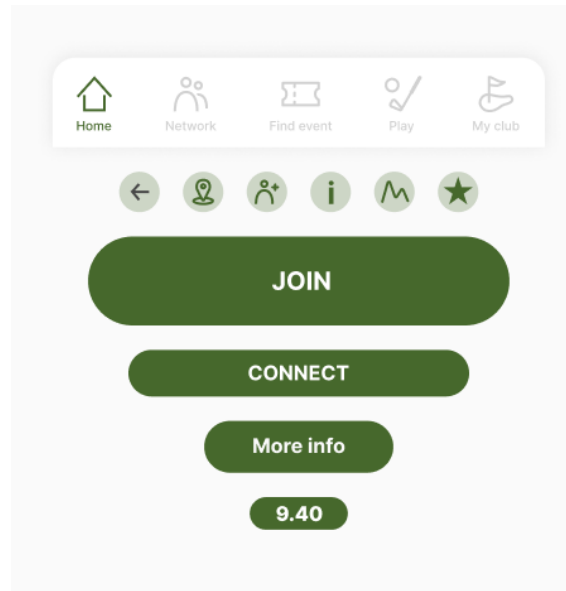 Home Network Find event Play My club
JOIN
CONNECT
More info
9.40